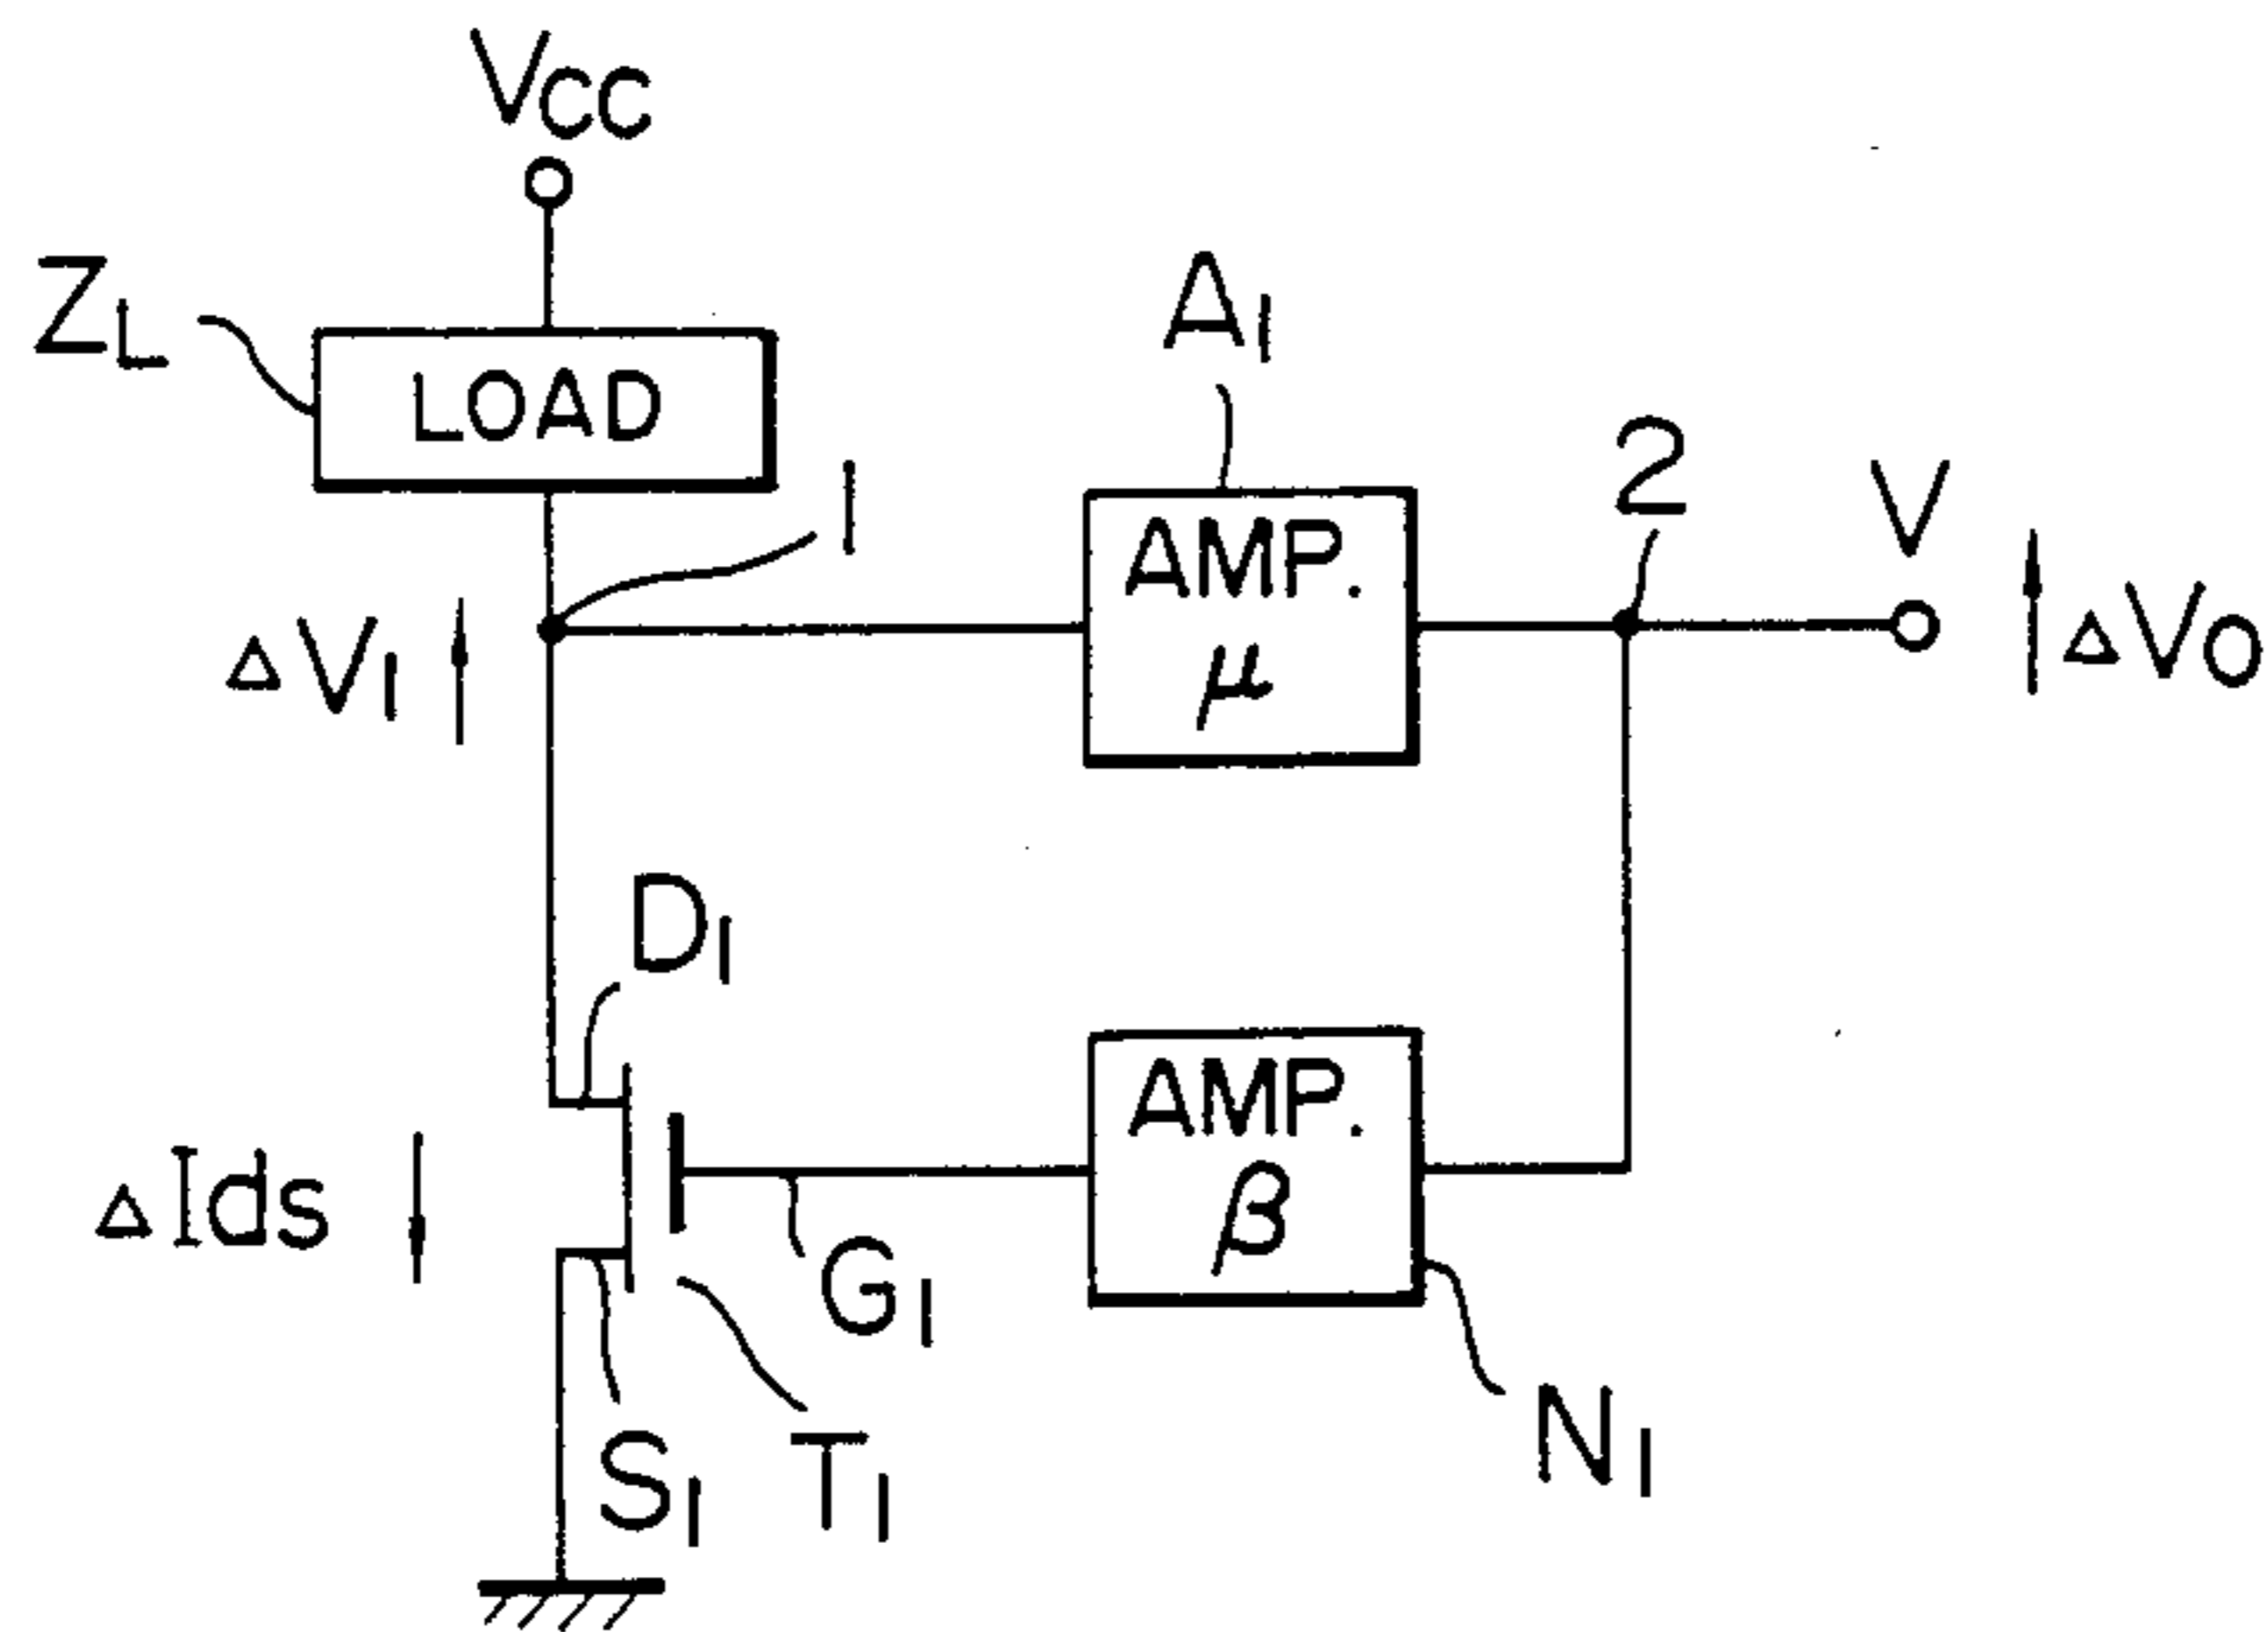 Vcc
ZL
LOAD
A1
1
AMP.
μ
2
V
ΔV1
ΔVo
D1
AMP.
β
ΔIds
G1
S1
T1
N1